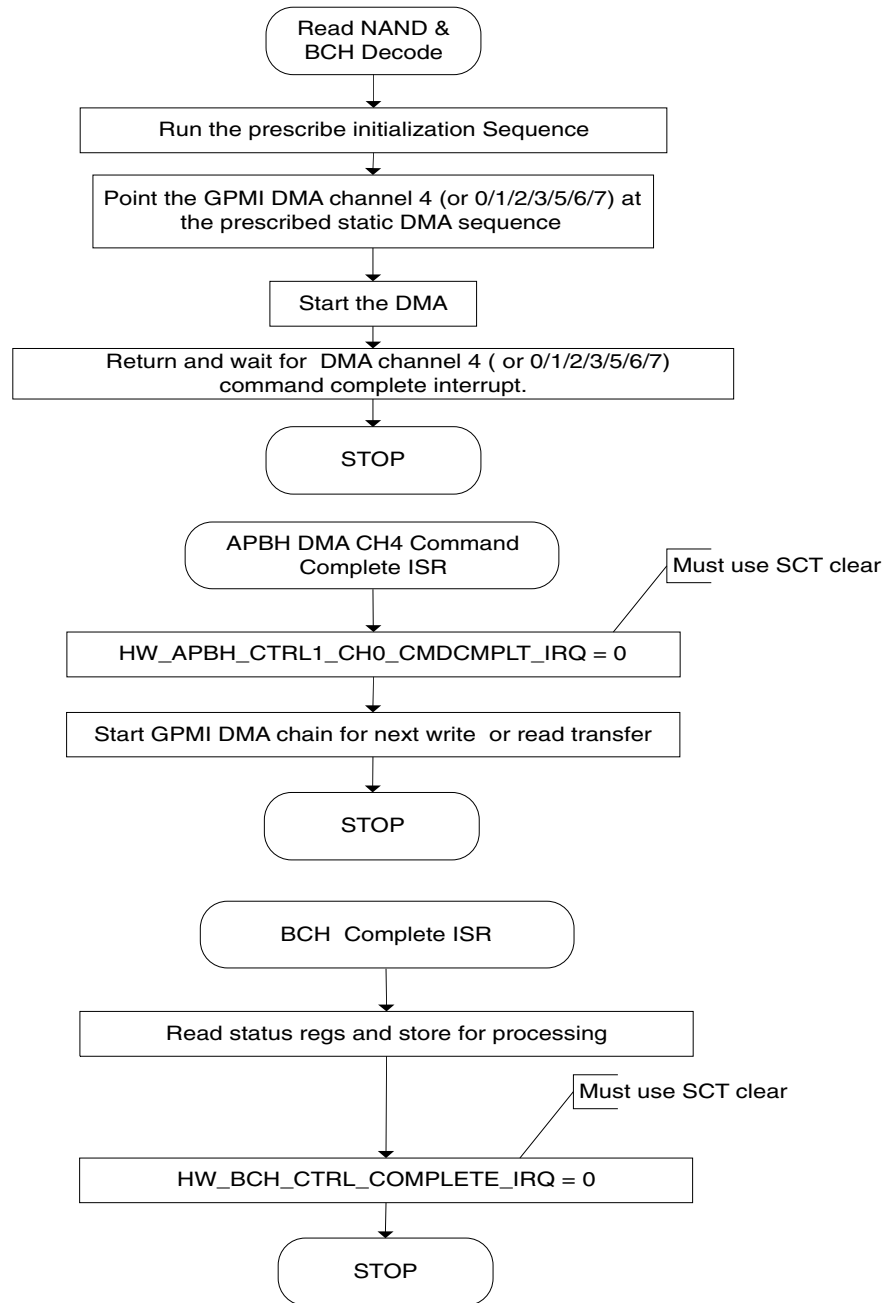 Read NAND &
BCH Decode
Run the prescribe initialization Sequence
Point the GPMI DMA channel 4 (or 0/1/2/3/5/6/7) at
the prescribed static DMA sequence
Start the DMA
Return and wait for DMA channel 4 ( or 0/1/2/3/5/6/7)
command complete interrupt.
STOP
APBH DMA CH4 Command
Complete ISR
Must use SCT clear
HW_APBH_CTRL1_CH0_CMDCMPLT_IRQ = 0
Start GPMI DMA chain for next write or read transfer
STOP
BCH Complete ISR
Read status regs and store for processing
Must use SCT clear
HW_BCH_CTRL_COMPLETE_IRQ = 0
STOP